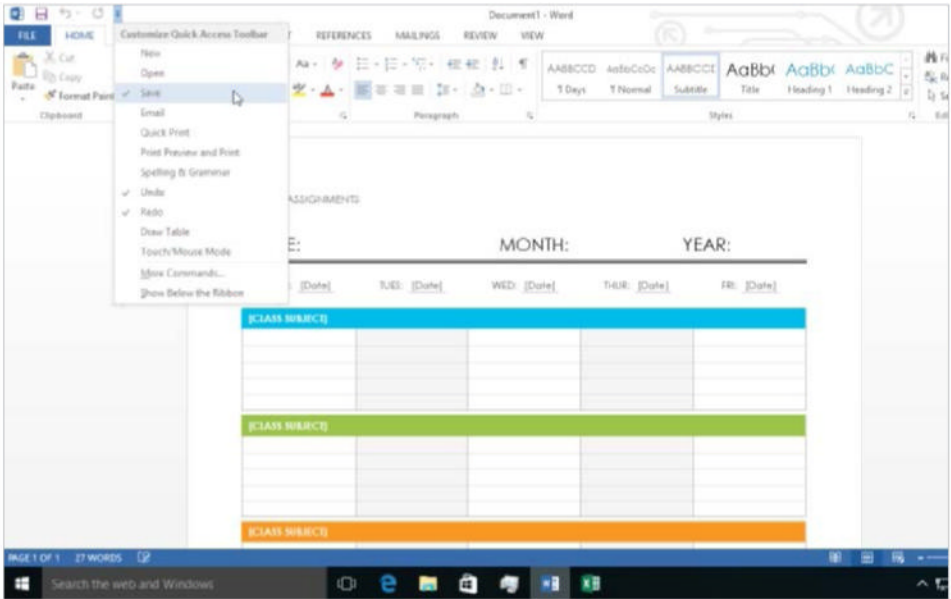 Document1 - Word
FILE HOME REFERENCES MAILINGS REVIEW VIEW
Customize Quick Access Toolbar
New
Open
Save
Email
Quick Print
Print Preview and Print
Spelling & Grammar
Undo
Redo
Draw Table
Touch/Mouse Mode
More Commands...
Show Below the Ribbon
Cut
Copy
Format Paint
Paste
Clipboard
Aa
Paragraph
AABBCCD AaBbCcDc AABBCCE AaBb( AaBb( AaBbC
¶ Days ¶ Normal Subtitle Title Heading 1 Heading 2
Styles
ASSIGNMENTS
E: MONTH: YEAR:
: [Date] TUES: [Date] WED: [Date] THUR: [Date] FRI: [Date]
[CLASS SUBJECT]
[CLASS SUBJECT]
[CLASS SUBJECT]
PAGE 1 OF 1 27 WORDS
Search the web and Windows